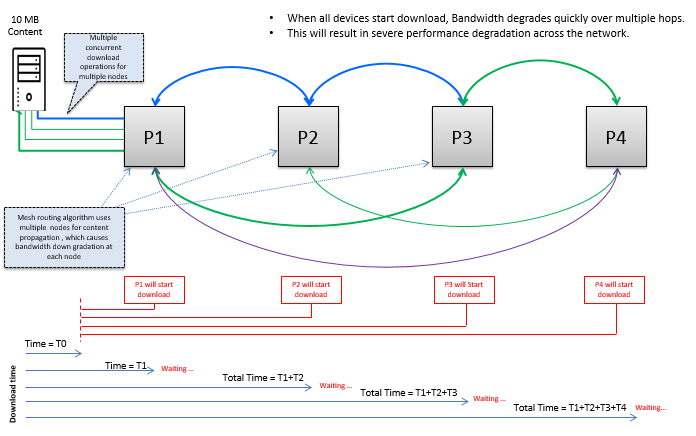 10 MB
Content
• When all devices start download, Bandwidth degrades quickly over multiple hops.
• This will result in severe performance degradation across the network.
Multiple
concurrent
download
operations for
multiple nodes
P1
P2
P3
P4
Mesh routing algorithm uses
multiple nodes for content
propagation , which causes
bandwidth down gradation at
each node
P1 will start
download
P2 will start
download
P3 will Start
download
P4 will start
download
Time = T0
Time = T1
Waiting ...
Total Time = T1+T2
Waiting ...
Total Time = T1+T2+T3
Waiting ...
Total Time = T1+T2+T3+T4
Waiting...
Download time